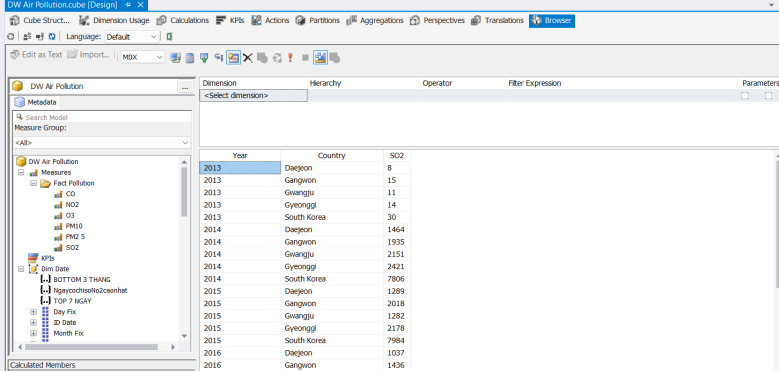 DW Air Pollution.cube [Design]
Cube Struct... Dimension Usage Calculations KPIs Actions Partitions Aggregations Perspectives Translations Browser
Language: Default
Edit as Text Import... MDX
DW Air Pollution ...
Metadata
Search Model
Measure Group:
<All>
DW Air Pollution
Measures
Fact Pollution
CO
NO2
O3
PM10
PM2 5
SO2
KPIs
Dim Date
BOTTOM 3 THANG
NgaycochisoNo2caonhat
TOP 7 NGAY
Day Fix
ID Date
Month Fix
Calculated Members
Dimension Hierarchy Operator Filter Expression Parameters
<Select dimension>
Year Country SO2
2013 Daejeon 8
2013 Gangwon 15
2013 Gwangju 11
2013 Gyeonggi 14
2013 South Korea 30
2014 Daejeon 1464
2014 Gangwon 1935
2014 Gwangju 2151
2014 Gyeonggi 2421
2014 South Korea 7806
2015 Daejeon 1289
2015 Gangwon 2018
2015 Gwangju 1282
2015 Gyeonggi 2178
2015 South Korea 7984
2016 Daejeon 1037
2016 Gangwon 1436